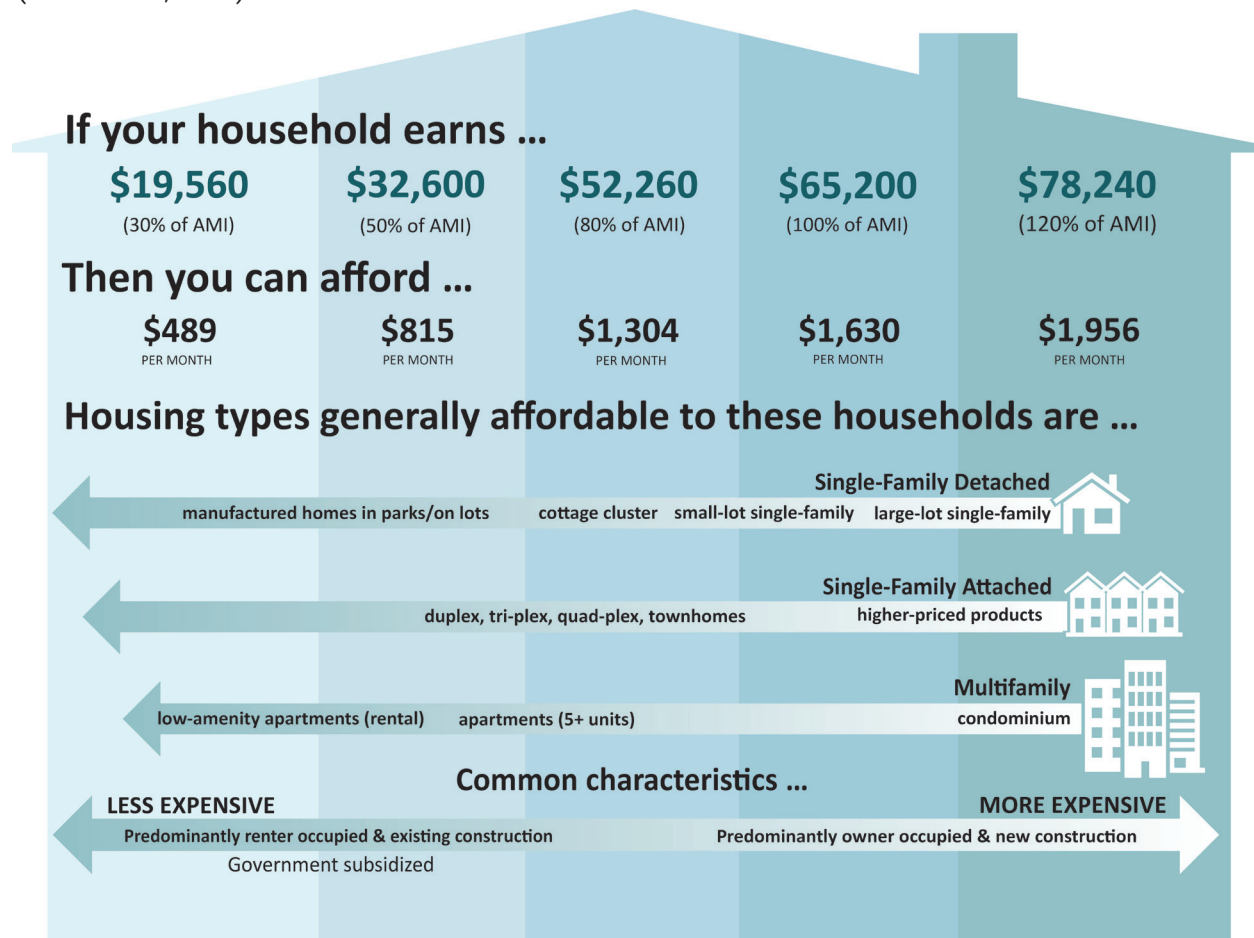 If your household earns ...
$19,560 $32,600 $52,260 $65,200 $78,240
(30% of AMI) (50% of AMI) (80% of AMI) (100% of AMI) (120% of AMI)
Then you can afford ...
$489 $815 $1,304 $1,630 $1,956
PER MONTH PER MONTH PER MONTH PER MONTH PER MONTH
Housing types generally affordable to these households are ...
Single-Family Detached
manufactured homes in parks/on lots cottage cluster small-lot single-family large-lot single-family
Single-Family Attached
duplex, tri-plex, quad-plex, townhomes higher-priced products
Multifamily
low-amenity apartments (rental) apartments (5+ units) condominium
Common characteristics ...
LESS EXPENSIVE MORE EXPENSIVE
Predominantly renter occupied & existing construction Predominantly owner occupied & new construction
Government subsidized